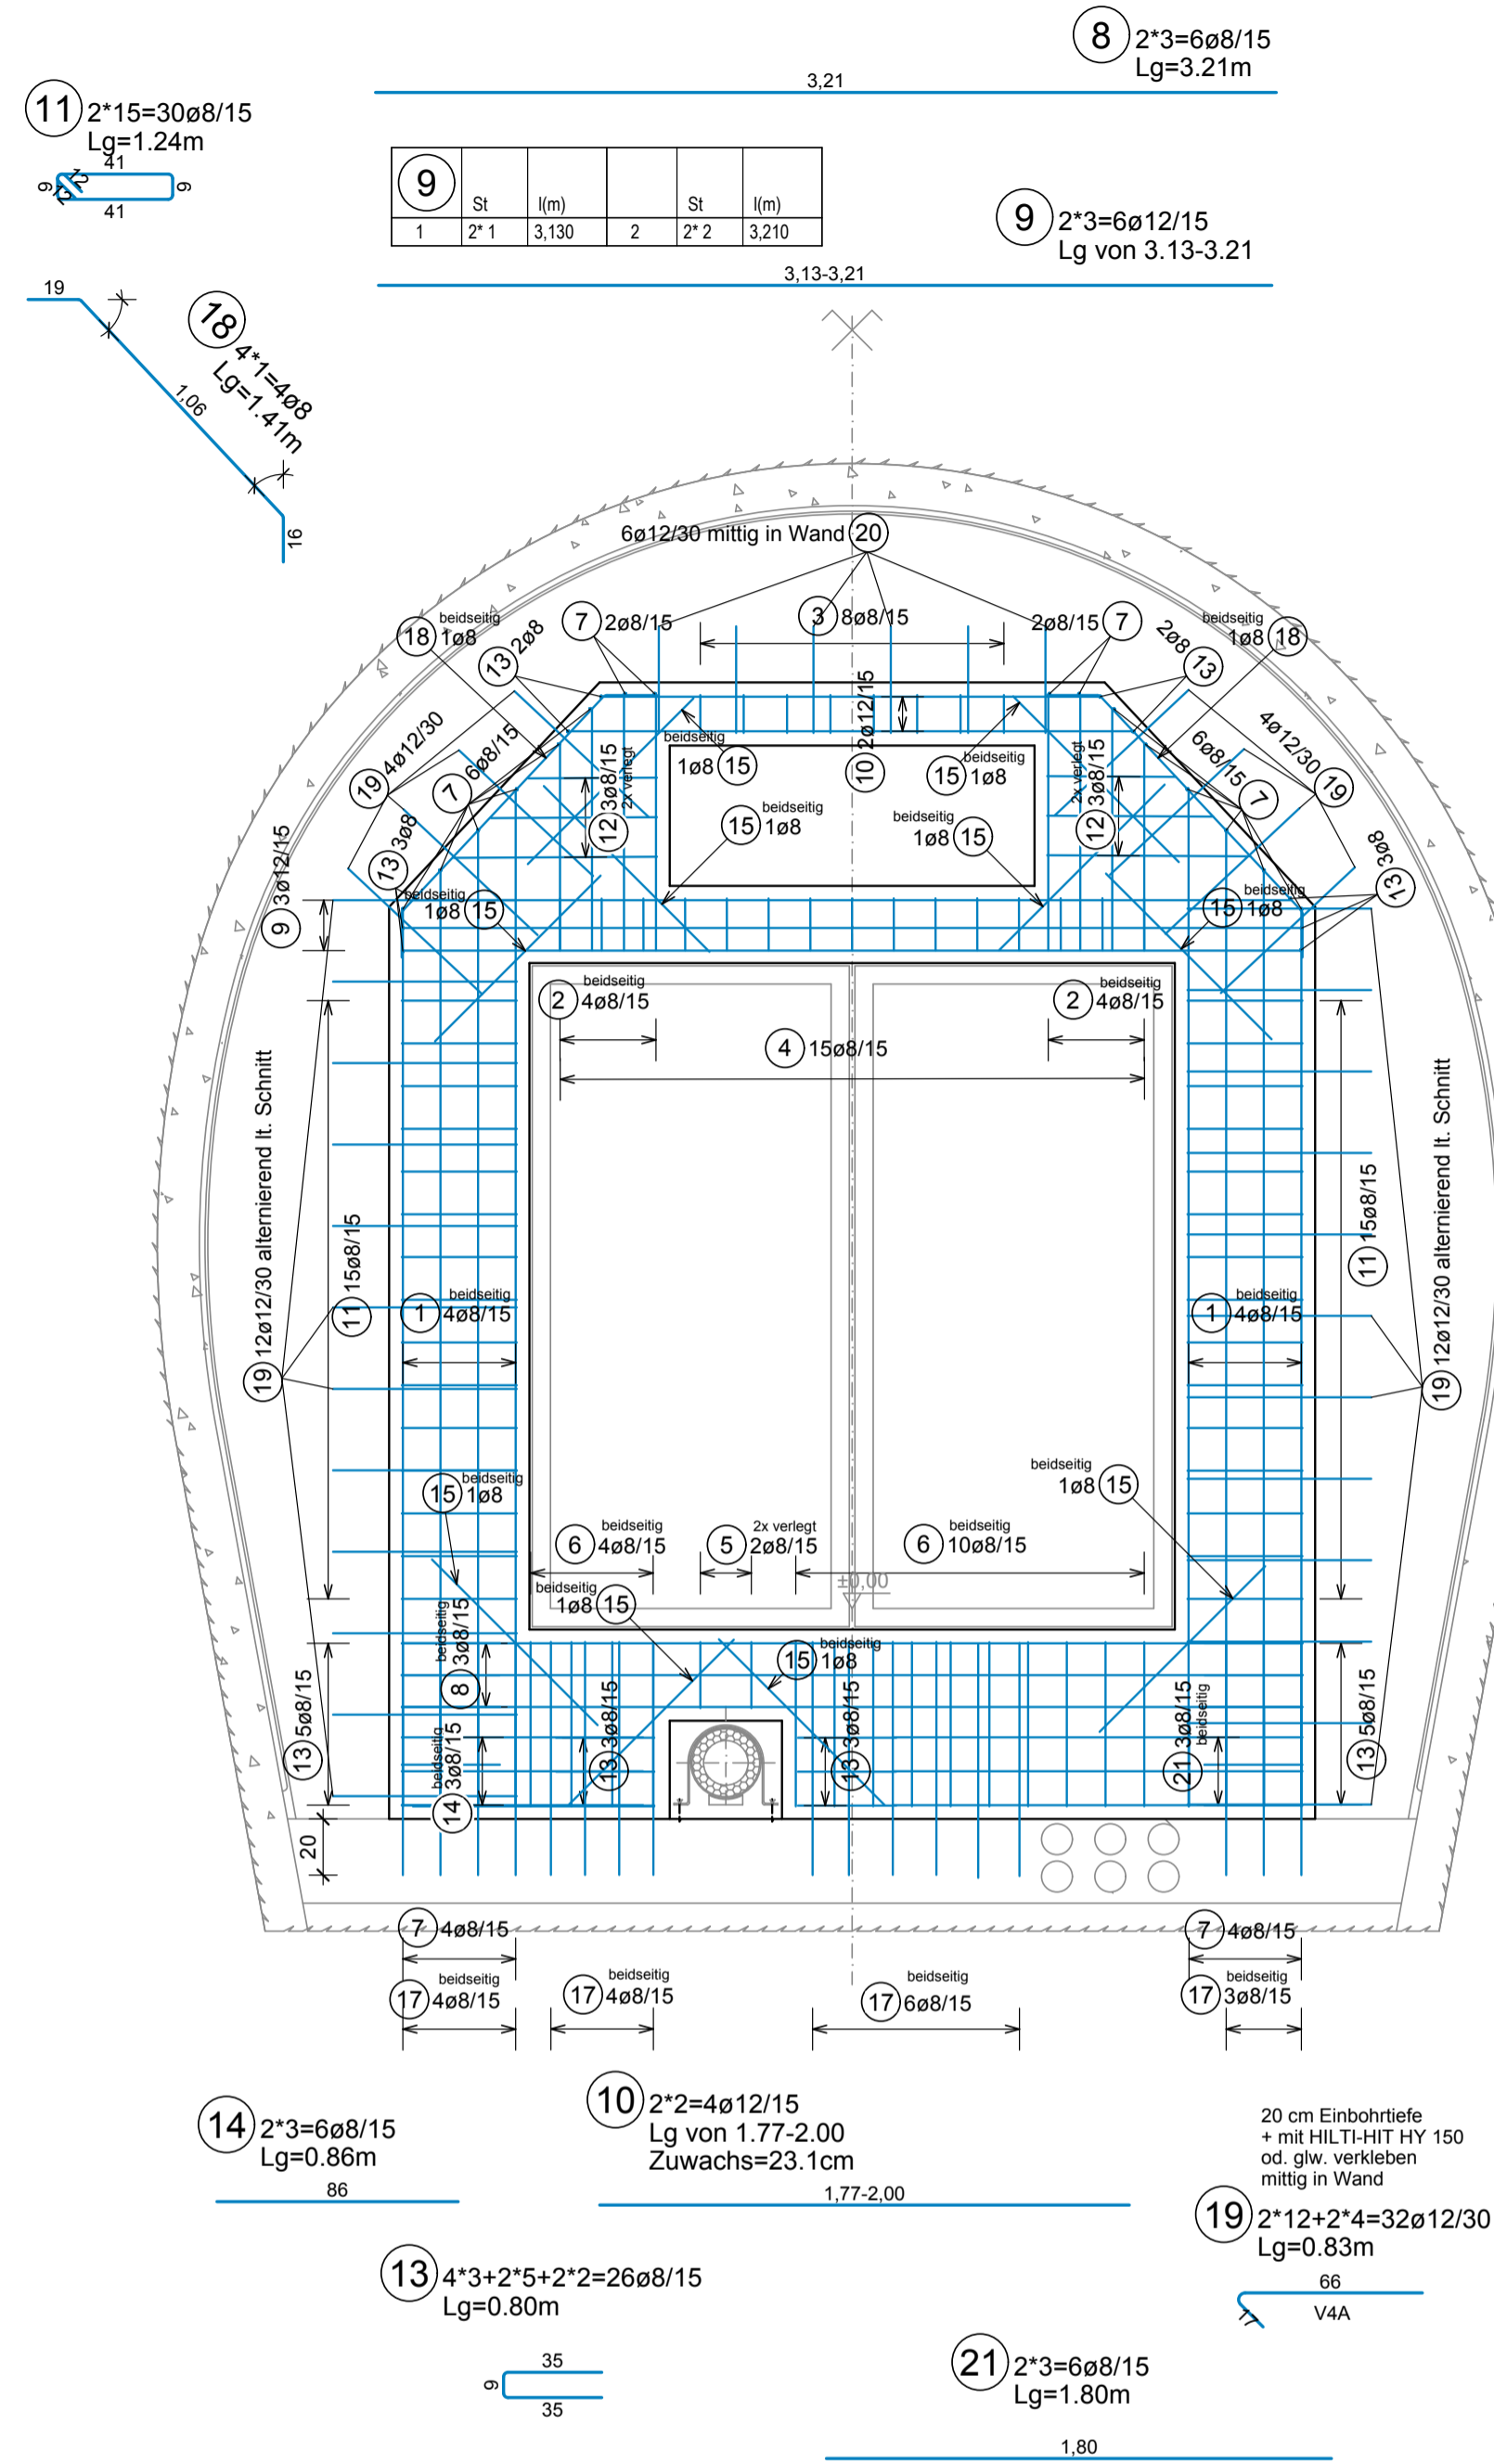 8 2*3=6ø8/15
Lg=3.21m
3,21
11 2*15=30ø8/15
Lg=1.24m
41
9
12
12
9
41
9
St l(m) St l(m)
1 2* 1 3,130 2 2* 2 3,210
9 2*3=6ø12/15
Lg von 3.13-3.21
3,13-3,21
19
18 4*1=4ø8
Lg=1.41m
1,06
16
6ø12/30 mittig in Wand 20
beidseitig
18 1ø8
13 2ø8
7 2ø8/15
3 8ø8/15
2ø8/15 7
2ø8 13
beidseitig
1ø8 18
19 4ø12/30
7 6ø8/15
13 3ø8
9 3ø12/15
12 3ø8/15
2x verlegt
beidseitig
1ø8 15
10 2ø12/15
beidseitig
15 1ø8
12 3ø8/15
2x verlegt
6ø8/15 7
4ø12/30 19
13 3ø8
beidseitig
15 1ø8
beidseitig
1ø8 15
beidseitig
1ø8 15
beidseitig
15 1ø8
beidseitig
2 4ø8/15
beidseitig
2 4ø8/15
4 15ø8/15
19 12ø12/30 alternierend lt. Schnitt
11 15ø8/15
beidseitig
1 4ø8/15
beidseitig
1 4ø8/15
11 15ø8/15
19 12ø12/30 alternierend lt. Schnitt
beidseitig
15 1ø8
beidseitig
1ø8 15
beidseitig
6 4ø8/15
2x verlegt
5 2ø8/15
beidseitig
6 10ø8/15
±0,00
beidseitig
1ø8 15
beidseitig
15 1ø8
8 3ø8/15
beidseitig
13 5ø8/15
14 3ø8/15
beidseitig
13 3ø8/15
13 3ø8/15
21 3ø8/15
beidseitig
13 5ø8/15
20
7 4ø8/15
7 4ø8/15
beidseitig
17 4ø8/15
beidseitig
17 4ø8/15
beidseitig
17 6ø8/15
beidseitig
17 3ø8/15
14 2*3=6ø8/15
Lg=0.86m
86
10 2*2=4ø12/15
Lg von 1.77-2.00
Zuwachs=23.1cm
1,77-2,00
20 cm Einbohrtiefe
+ mit HILTI-HIT HY 150
od. glw. verkleben
mittig in Wand
19 2*12+2*4=32ø12/30
Lg=0.83m
66
17
V4A
13 4*3+2*5+2*2=26ø8/15
Lg=0.80m
35
9
35
21 2*3=6ø8/15
Lg=1.80m
1,80